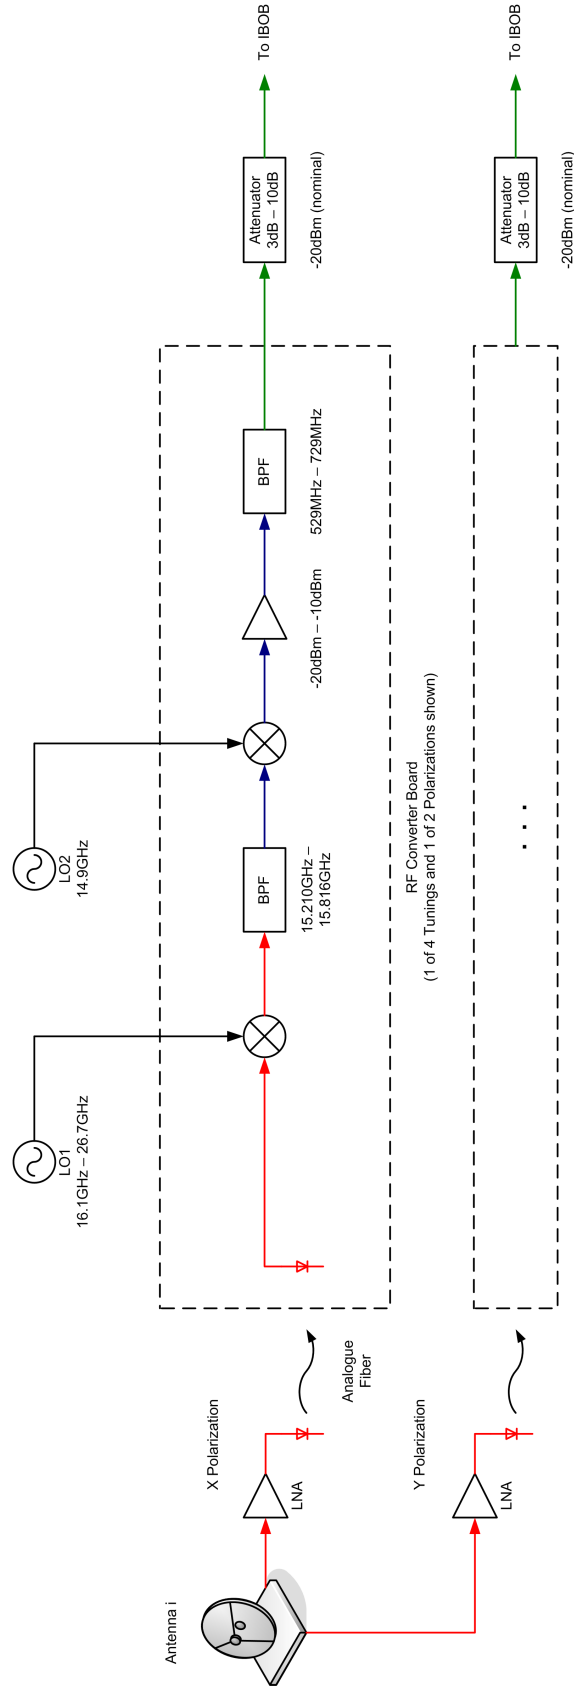 Antenna i
X Polarization
LNA
Y Polarization
LNA
Analogue
Fiber
LO1
16.1GHz – 26.7GHz
LO2
14.9GHz
BPF
15.210GHz –
15.816GHz
-20dBm – -10dBm
BPF
529MHz – 729MHz
RF Converter Board
(1 of 4 Tunings and 1 of 2 Polarizations shown)
. . .
Attenuator
3dB – 10dB
-20dBm (nominal)
To IBOB
Attenuator
3dB – 10dB
-20dBm (nominal)
To IBOB